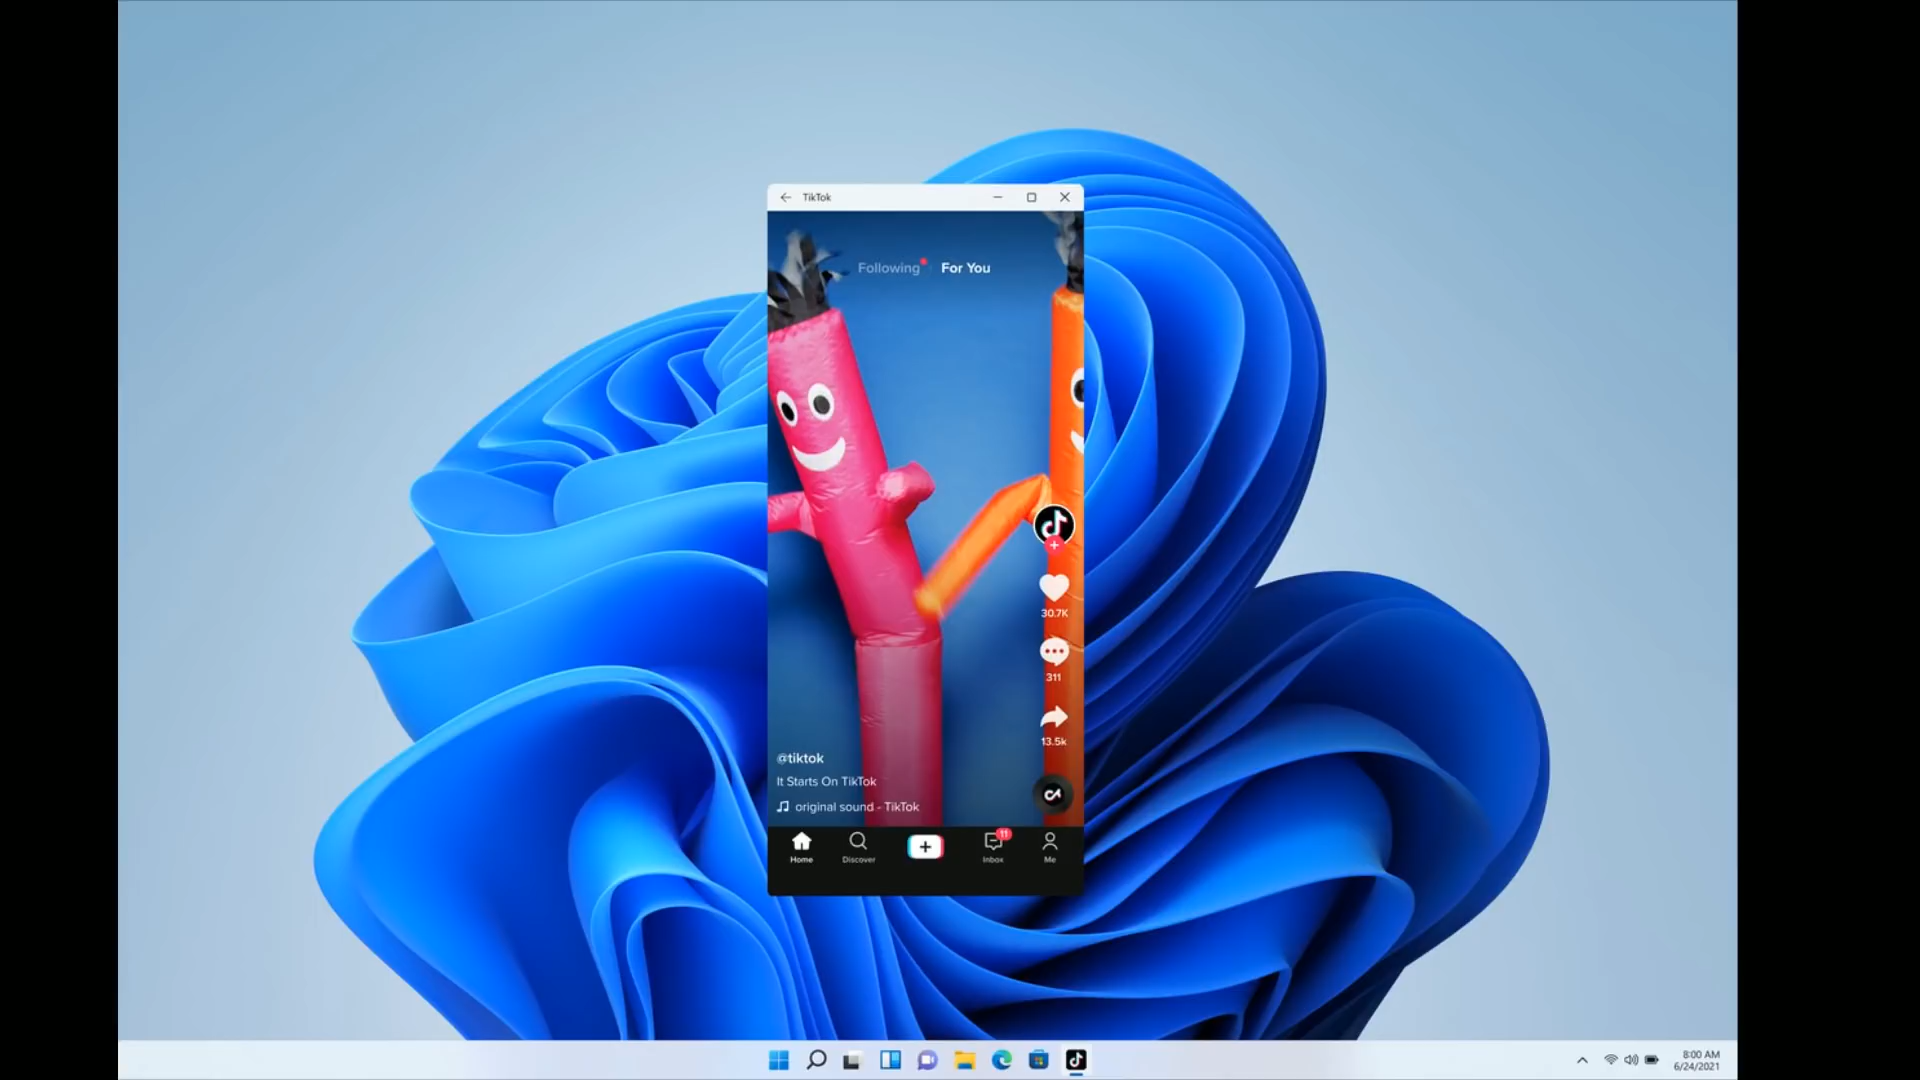 TikTok
Following For You
30.7K
311
13.5k
@tiktok
It Starts On TikTok
original sound - TikTok
11
Home Discover Inbox Me
8:00 AM
6/24/2021